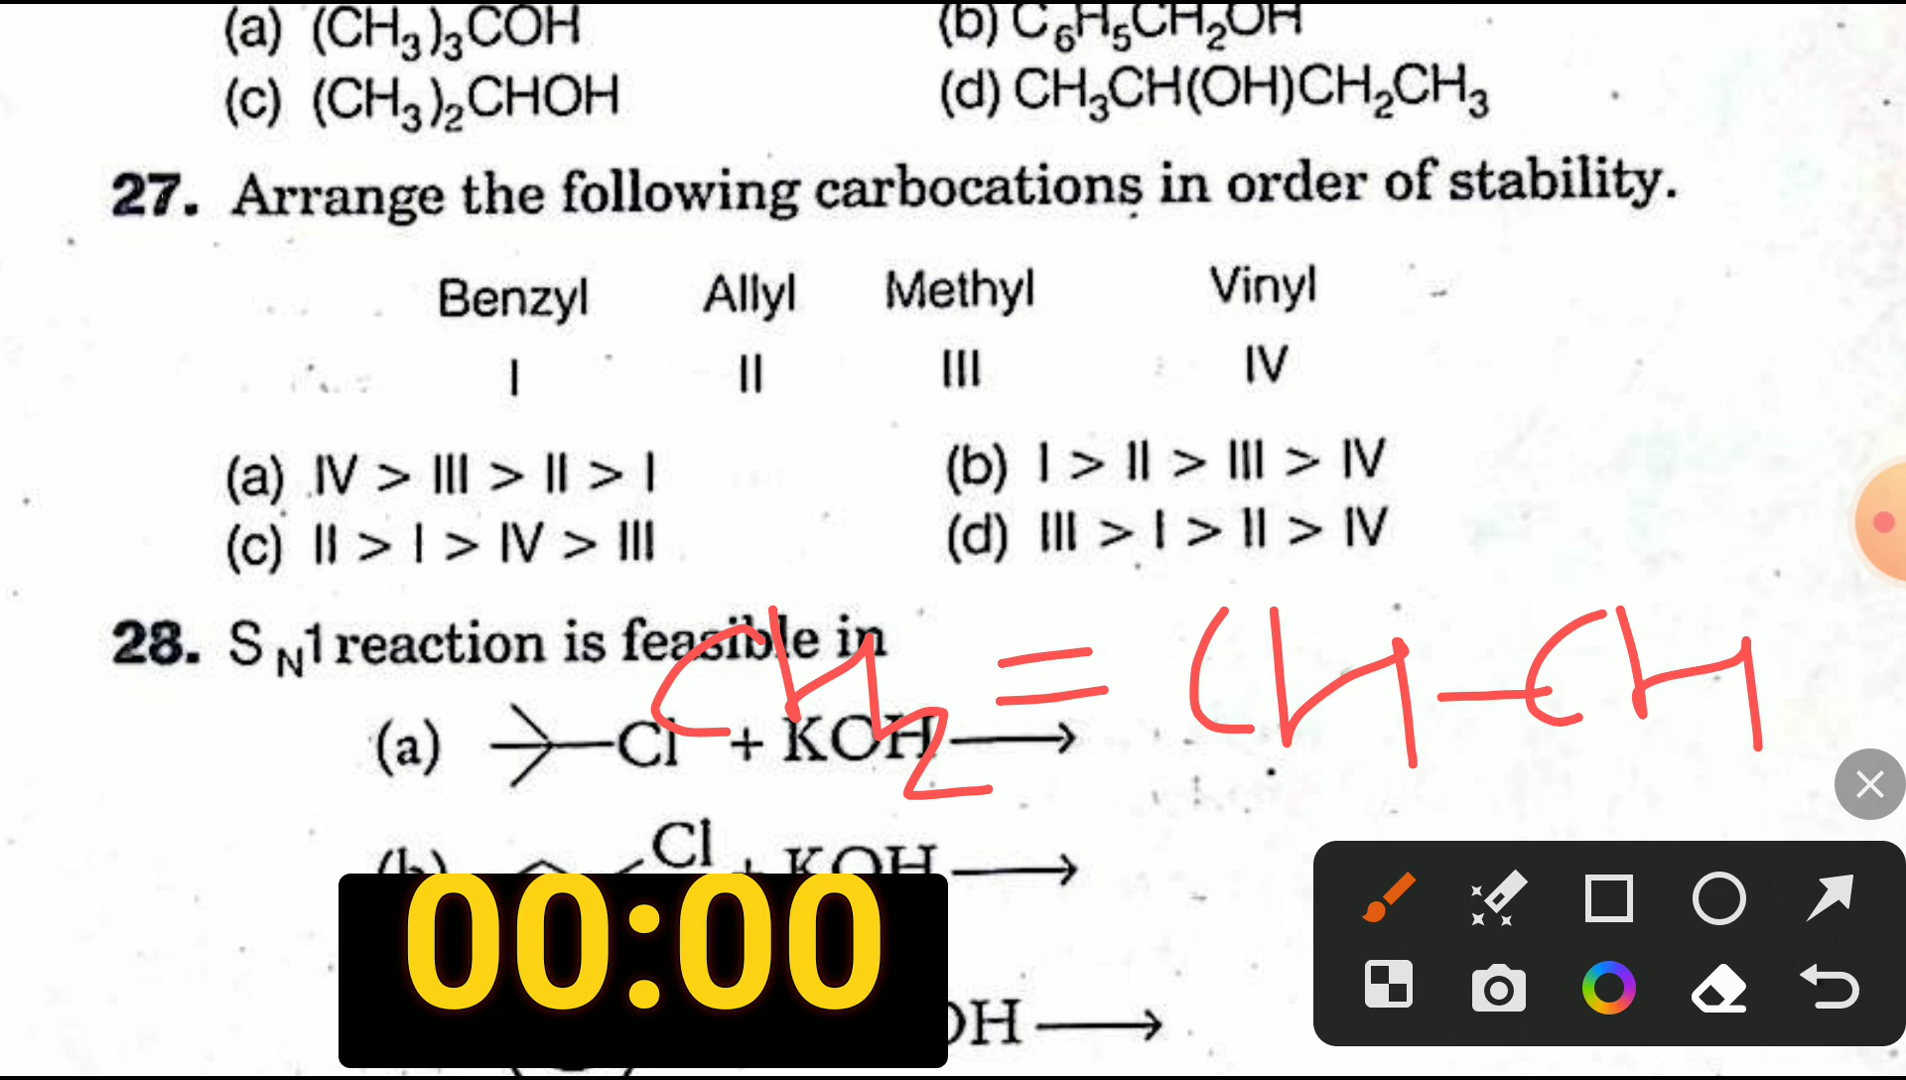 (a) (CH₃)₃COH (b) C₆H₅CH₂OH
(c) (CH₃)₂CHOH (d) CH₃CH(OH)CH₂CH₃
27. Arrange the following carbocations in order of stability.
Benzyl Allyl Methyl Vinyl
I II III IV
(a) IV > III > II > I (b) I > II > III > IV
(c) II > I > IV > III (d) III > I > II > IV
28. S N1 reaction is feasible in
CH₂ = CH - CH
(a) Cl + KOH ⟶
(b) Cl + KOH ⟶
00:00
OH ⟶